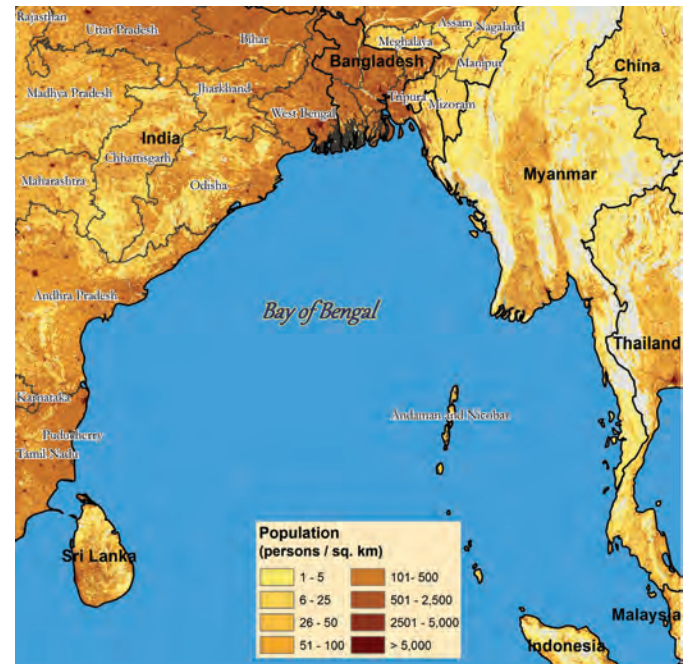 Rajasthan
Uttar Pradesh
Bihar
Assam
Nagaland
Meghalaya
Bangladesh
Manipur
China
Madhya Pradesh
Jharkhand
Tripura
Mizoram
West Bengal
India
Chhattisgarh
Myanmar
Maharashtra
Odisha
Andhra Pradesh
Bay of Bengal
Thailand
Karnataka
Andaman and Nicobar
Puducherry
Tamil Nadu
Sri Lanka
Population
(persons / sq. km)
1 - 5
6 - 25
26 - 50
51 - 100
101- 500
501 - 2,500
2501 - 5,000
> 5,000
Malaysia
Indonesia